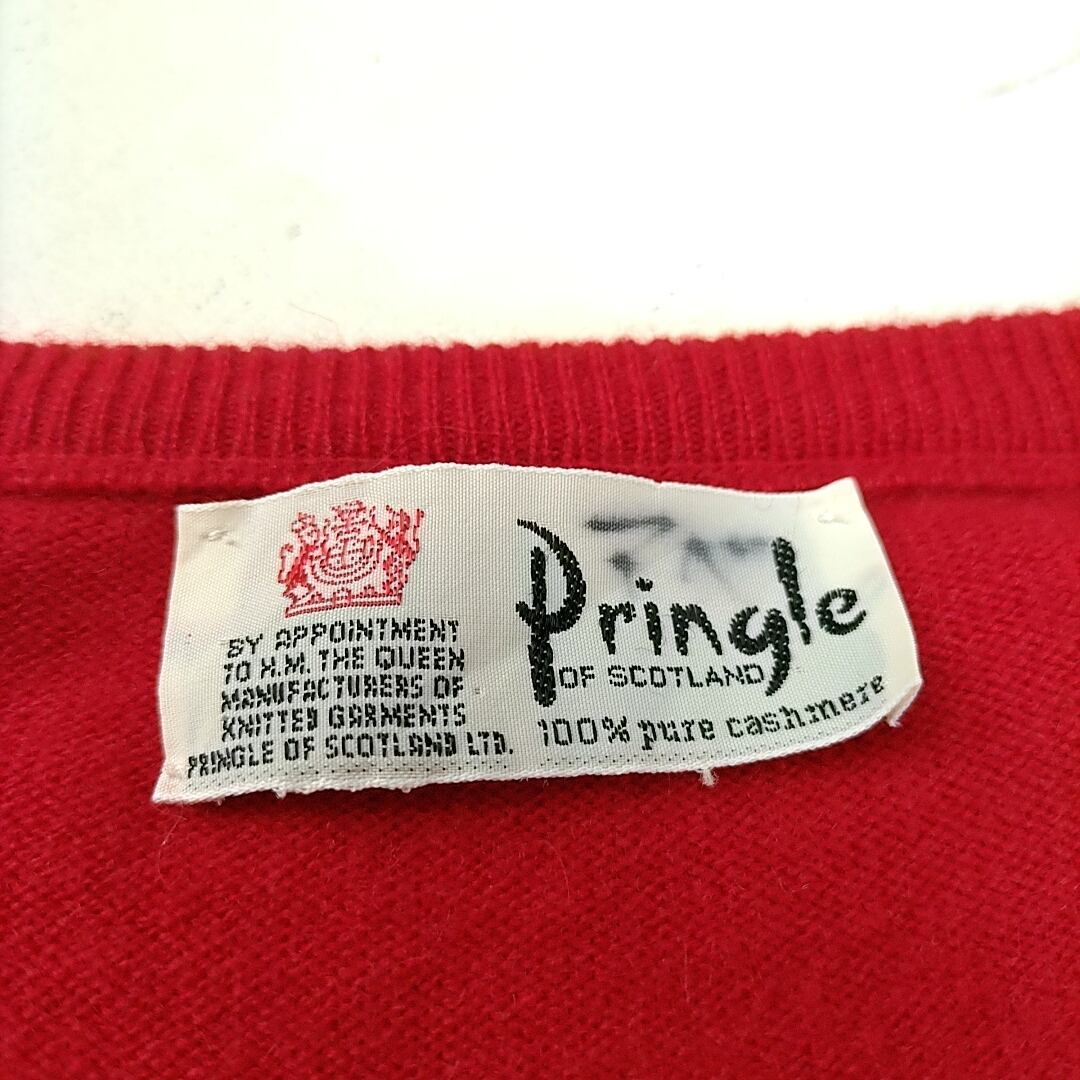 BY APPOINTMENT
TO H.M. THE QUEEN
MANUFACTURERS OF
KNITTED GARMENTS
PRINGLE OF SCOTLAND LTD.
Pringle
OF SCOTLAND
100% pure cashmere